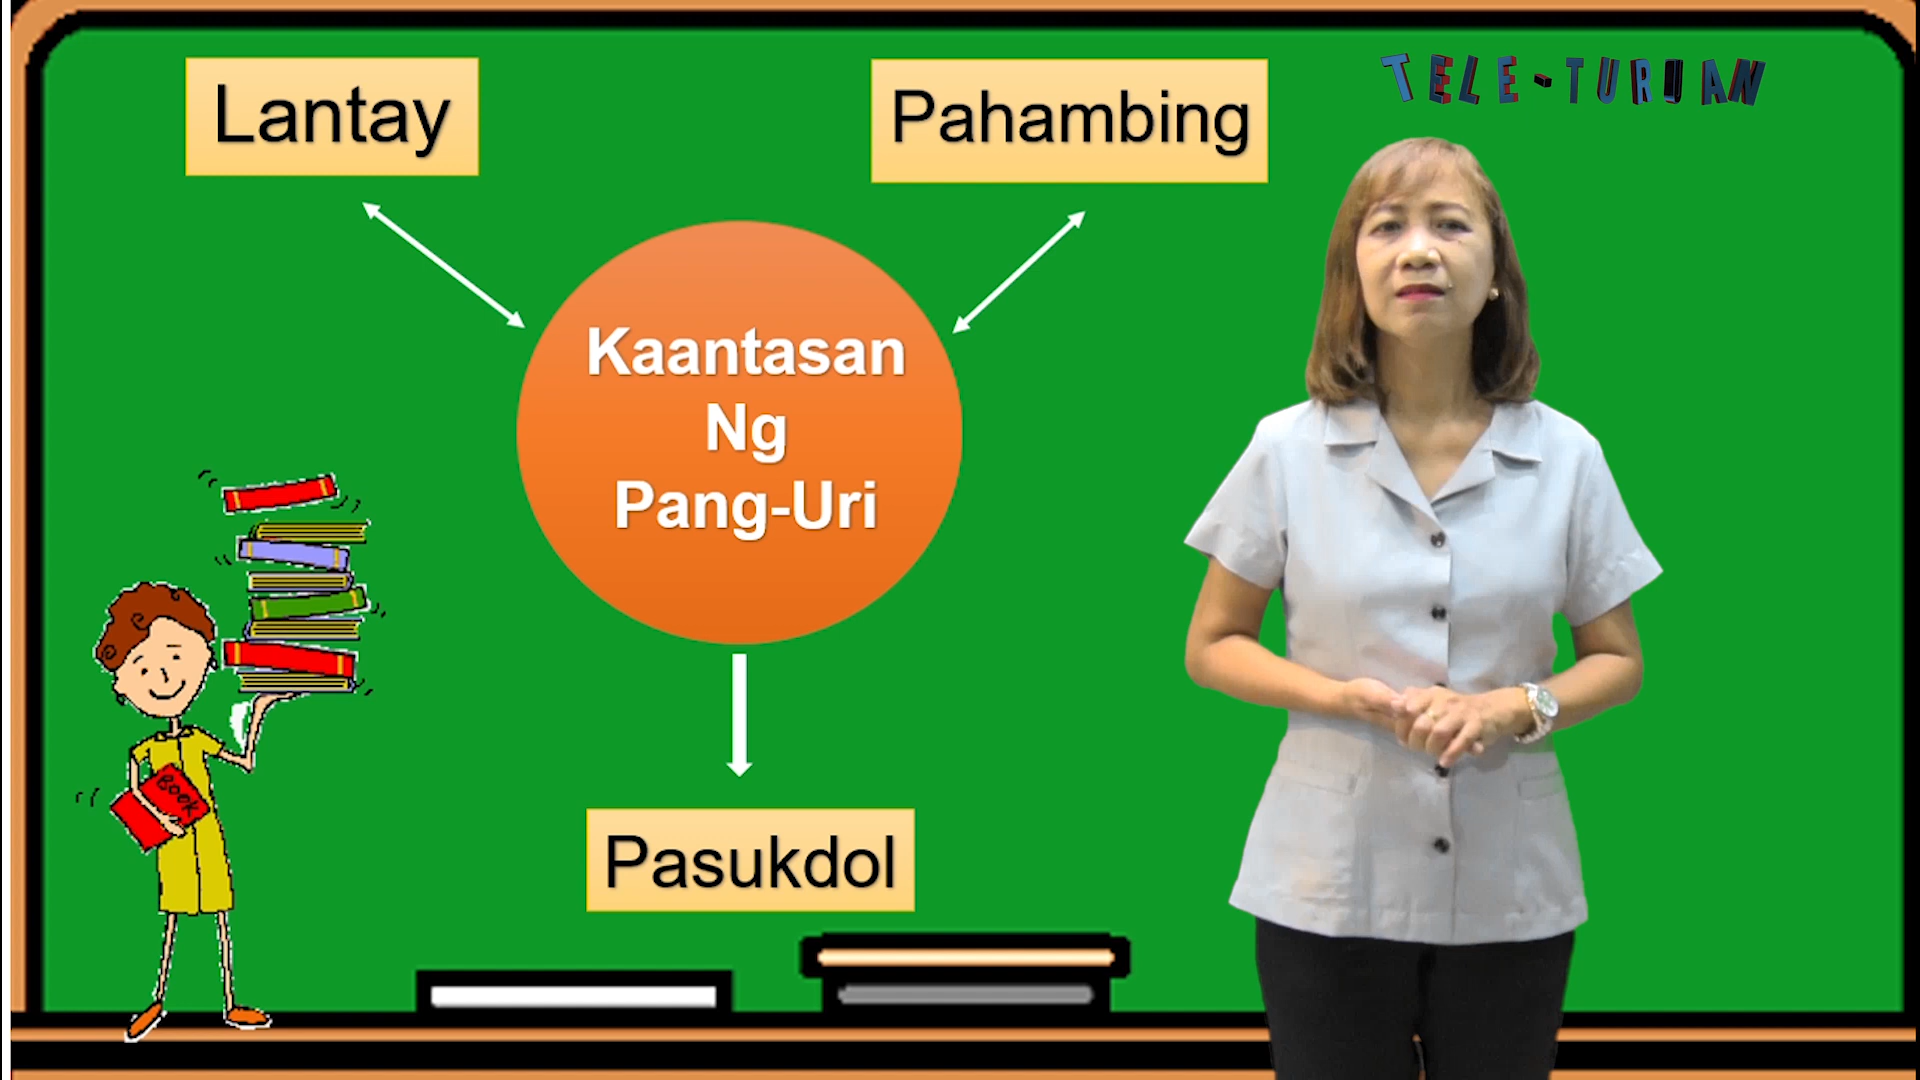 Lantay
Pahambing
TELE-TURUAN
Kaantasan
Ng
Pang-Uri
BOOK
Pasukdol